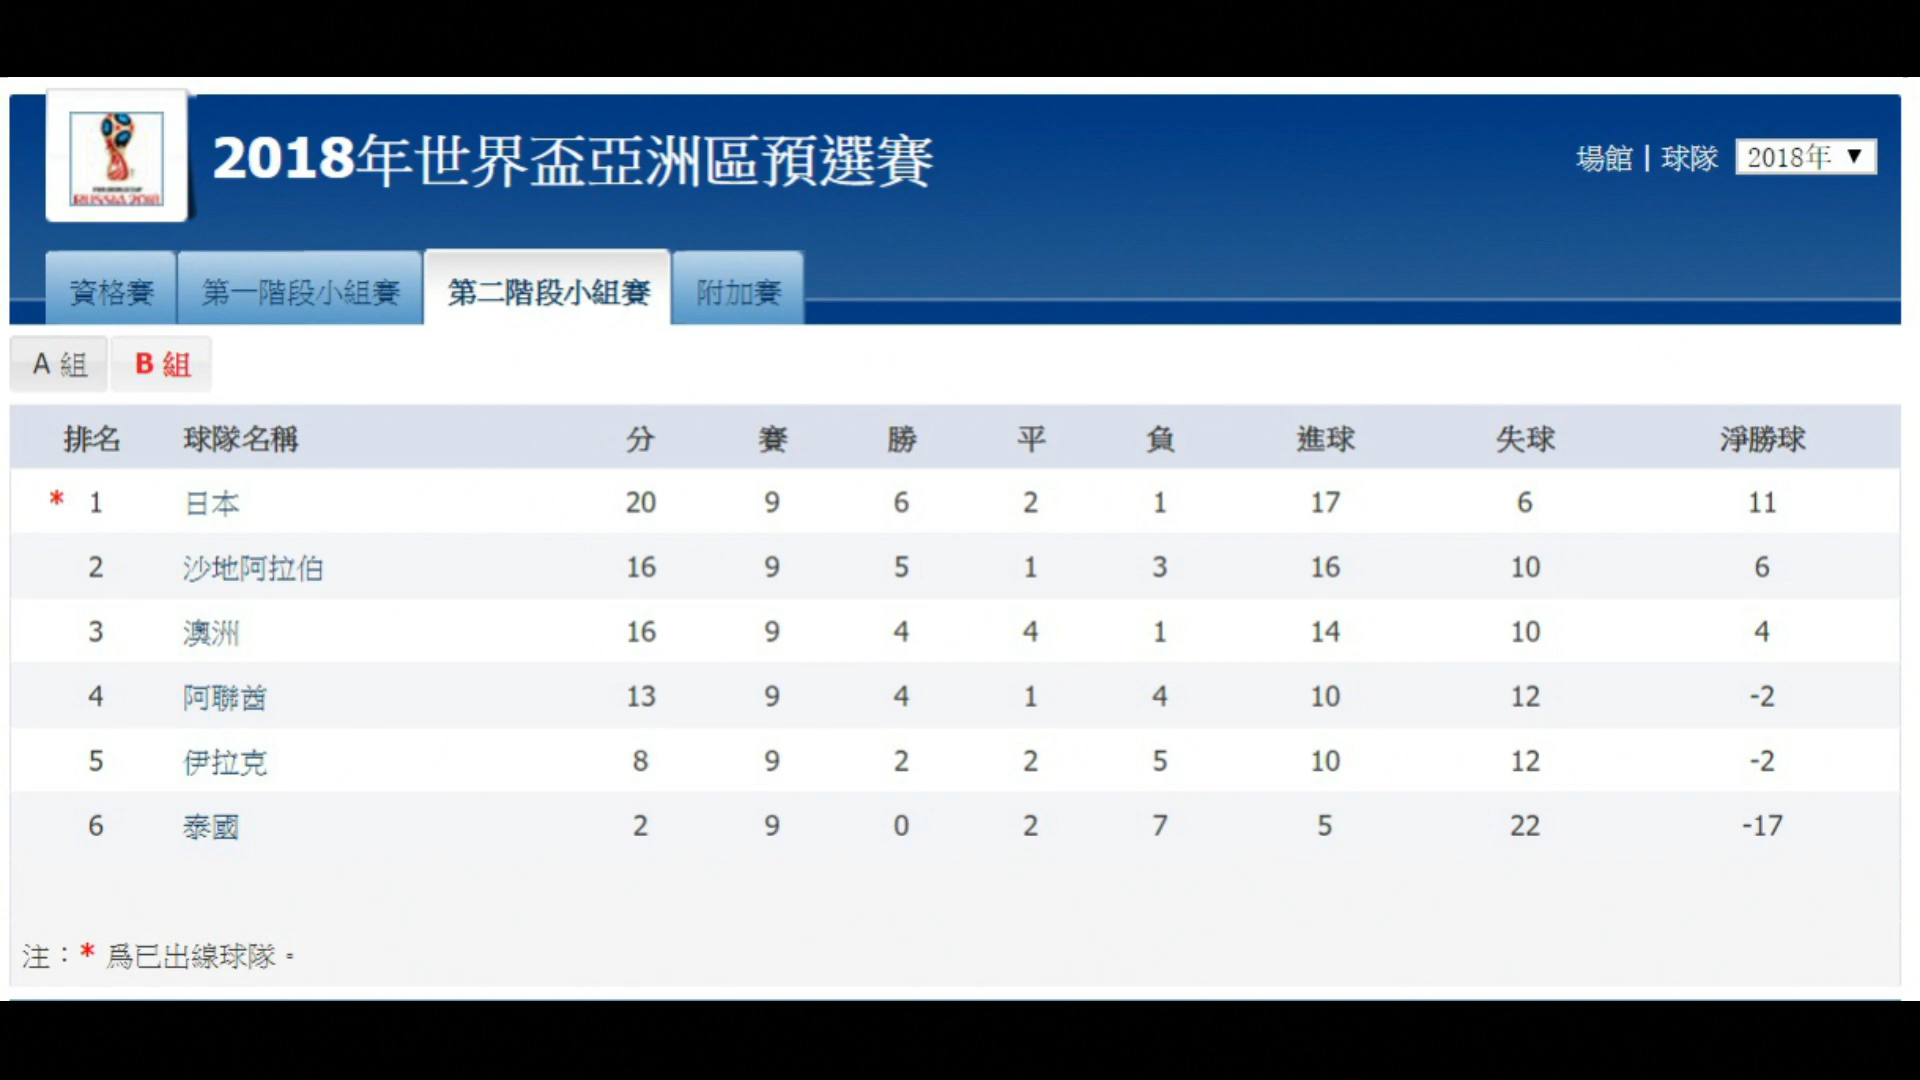 2018年世界盃亞洲區預選賽
場館 | 球隊 2018年 ▼
RUSSIA 2018
資格賽 第一階段小組賽 第二階段小組賽 附加賽
A 組 B 組
排名 球隊名稱 分 賽 勝 平 負 進球 失球 淨勝球
* 1 日本 20 9 6 2 1 17 6 11
2 沙地阿拉伯 16 9 5 1 3 16 10 6
3 澳洲 16 9 4 4 1 14 10 4
4 阿聯酋 13 9 4 1 4 10 12 -2
5 伊拉克 8 9 2 2 5 10 12 -2
6 泰國 2 9 0 2 7 5 22 -17
注：* 爲已出線球隊。